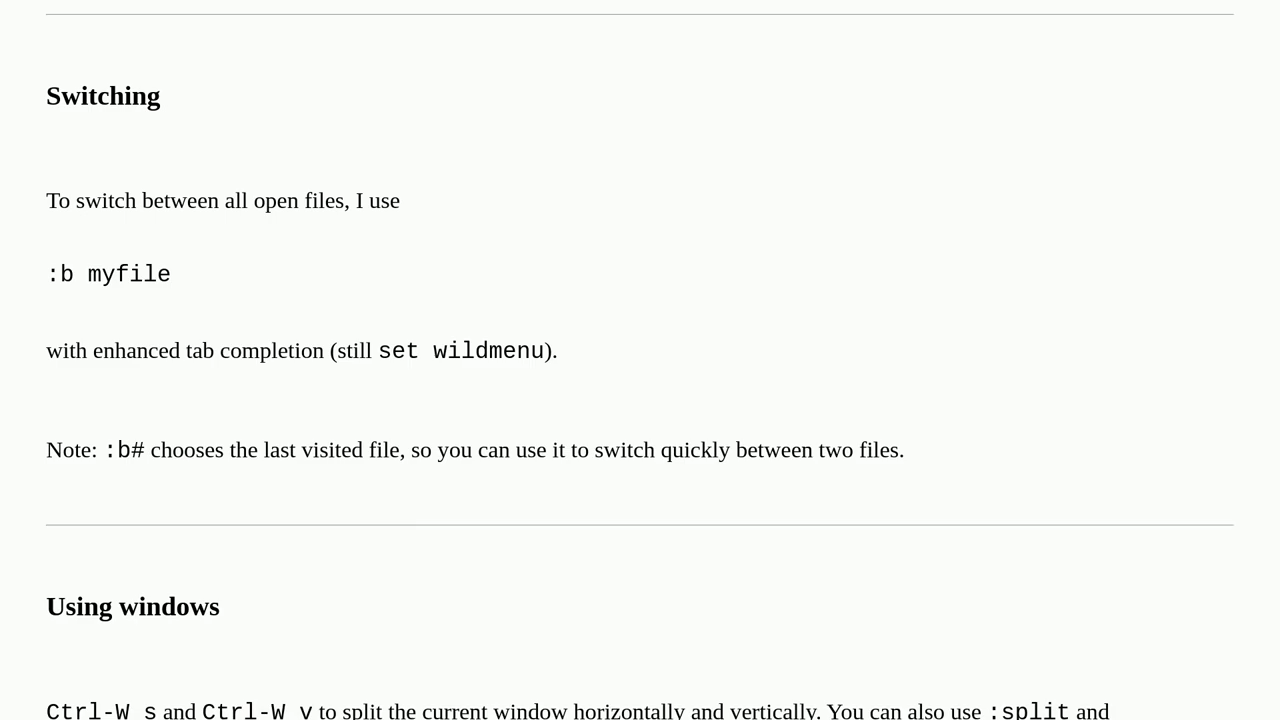 Switching
To switch between all open files, I use
:b myfile
with enhanced tab completion (still set wildmenu).
Note: :b# chooses the last visited file, so you can use it to switch quickly between two files.
Using windows
Ctrl-W s and Ctrl-W v to split the current window horizontally and vertically. You can also use :split and